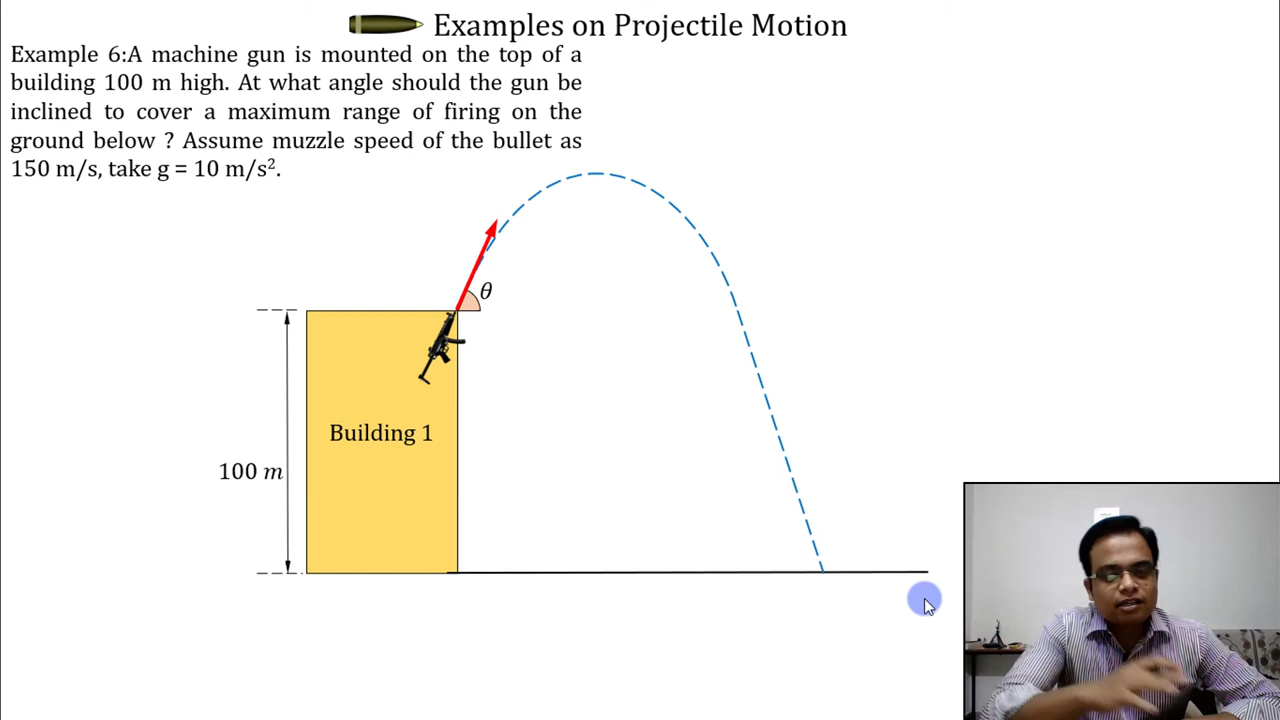 Examples on Projectile Motion
Example 6:A machine gun is mounted on the top of a
building 100 m high. At what angle should the gun be
inclined to cover a maximum range of firing on the
ground below ? Assume muzzle speed of the bullet as
150 m/s, take g = 10 m/s².
θ
Building 1
100 m